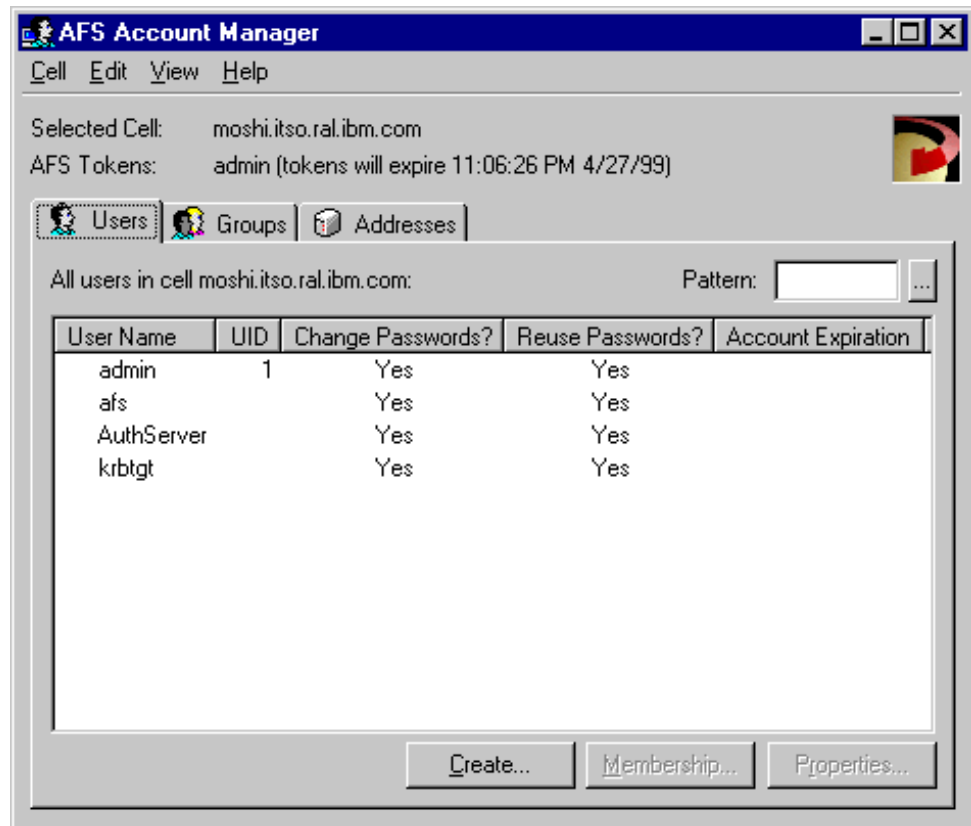 AFS Account Manager
Cell Edit View Help
Selected Cell: moshi.itso.ral.ibm.com
AFS Tokens: admin (tokens will expire 11:06:26 PM 4/27/99)
Users Groups Addresses
All users in cell moshi.itso.ral.ibm.com: Pattern: ...
User Name UID Change Passwords? Reuse Passwords? Account Expiration
admin 1 Yes Yes
afs Yes Yes
AuthServer Yes Yes
krbtgt Yes Yes
Create... Membership... Properties...